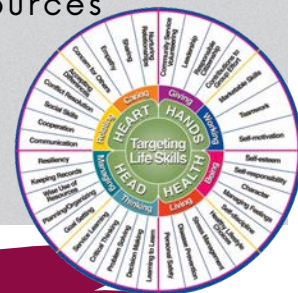 ources
Nurturing
Relationships
Sharing
Empathy
Concern for Others
Accepting
Differences
Conflict Resolution
Social Skills
Cooperation
Communication
Community Service
Volunteering
Leadership
Responsible
Citizenship
Contributions to
Group Effort
Marketable Skills
Teamwork
Self-motivation
Caring
Relating
Giving
Working
HEART
HANDS
Targeting
Life Skills
HEAD
HEALTH
Managing
Thinking
Being
Living
Resiliency
Keeping Records
Wise Use of
Resources
Planning/Organizing
Goal Setting
Service Learning
Critical Thinking
Problem Solving
Decision Making
Learning to Learn
Self-esteem
Self-responsibility
Character
Managing Feelings
Self-discipline
Healthy Lifestyle
Choices
Stress Management
Disease Prevention
Personal Safety